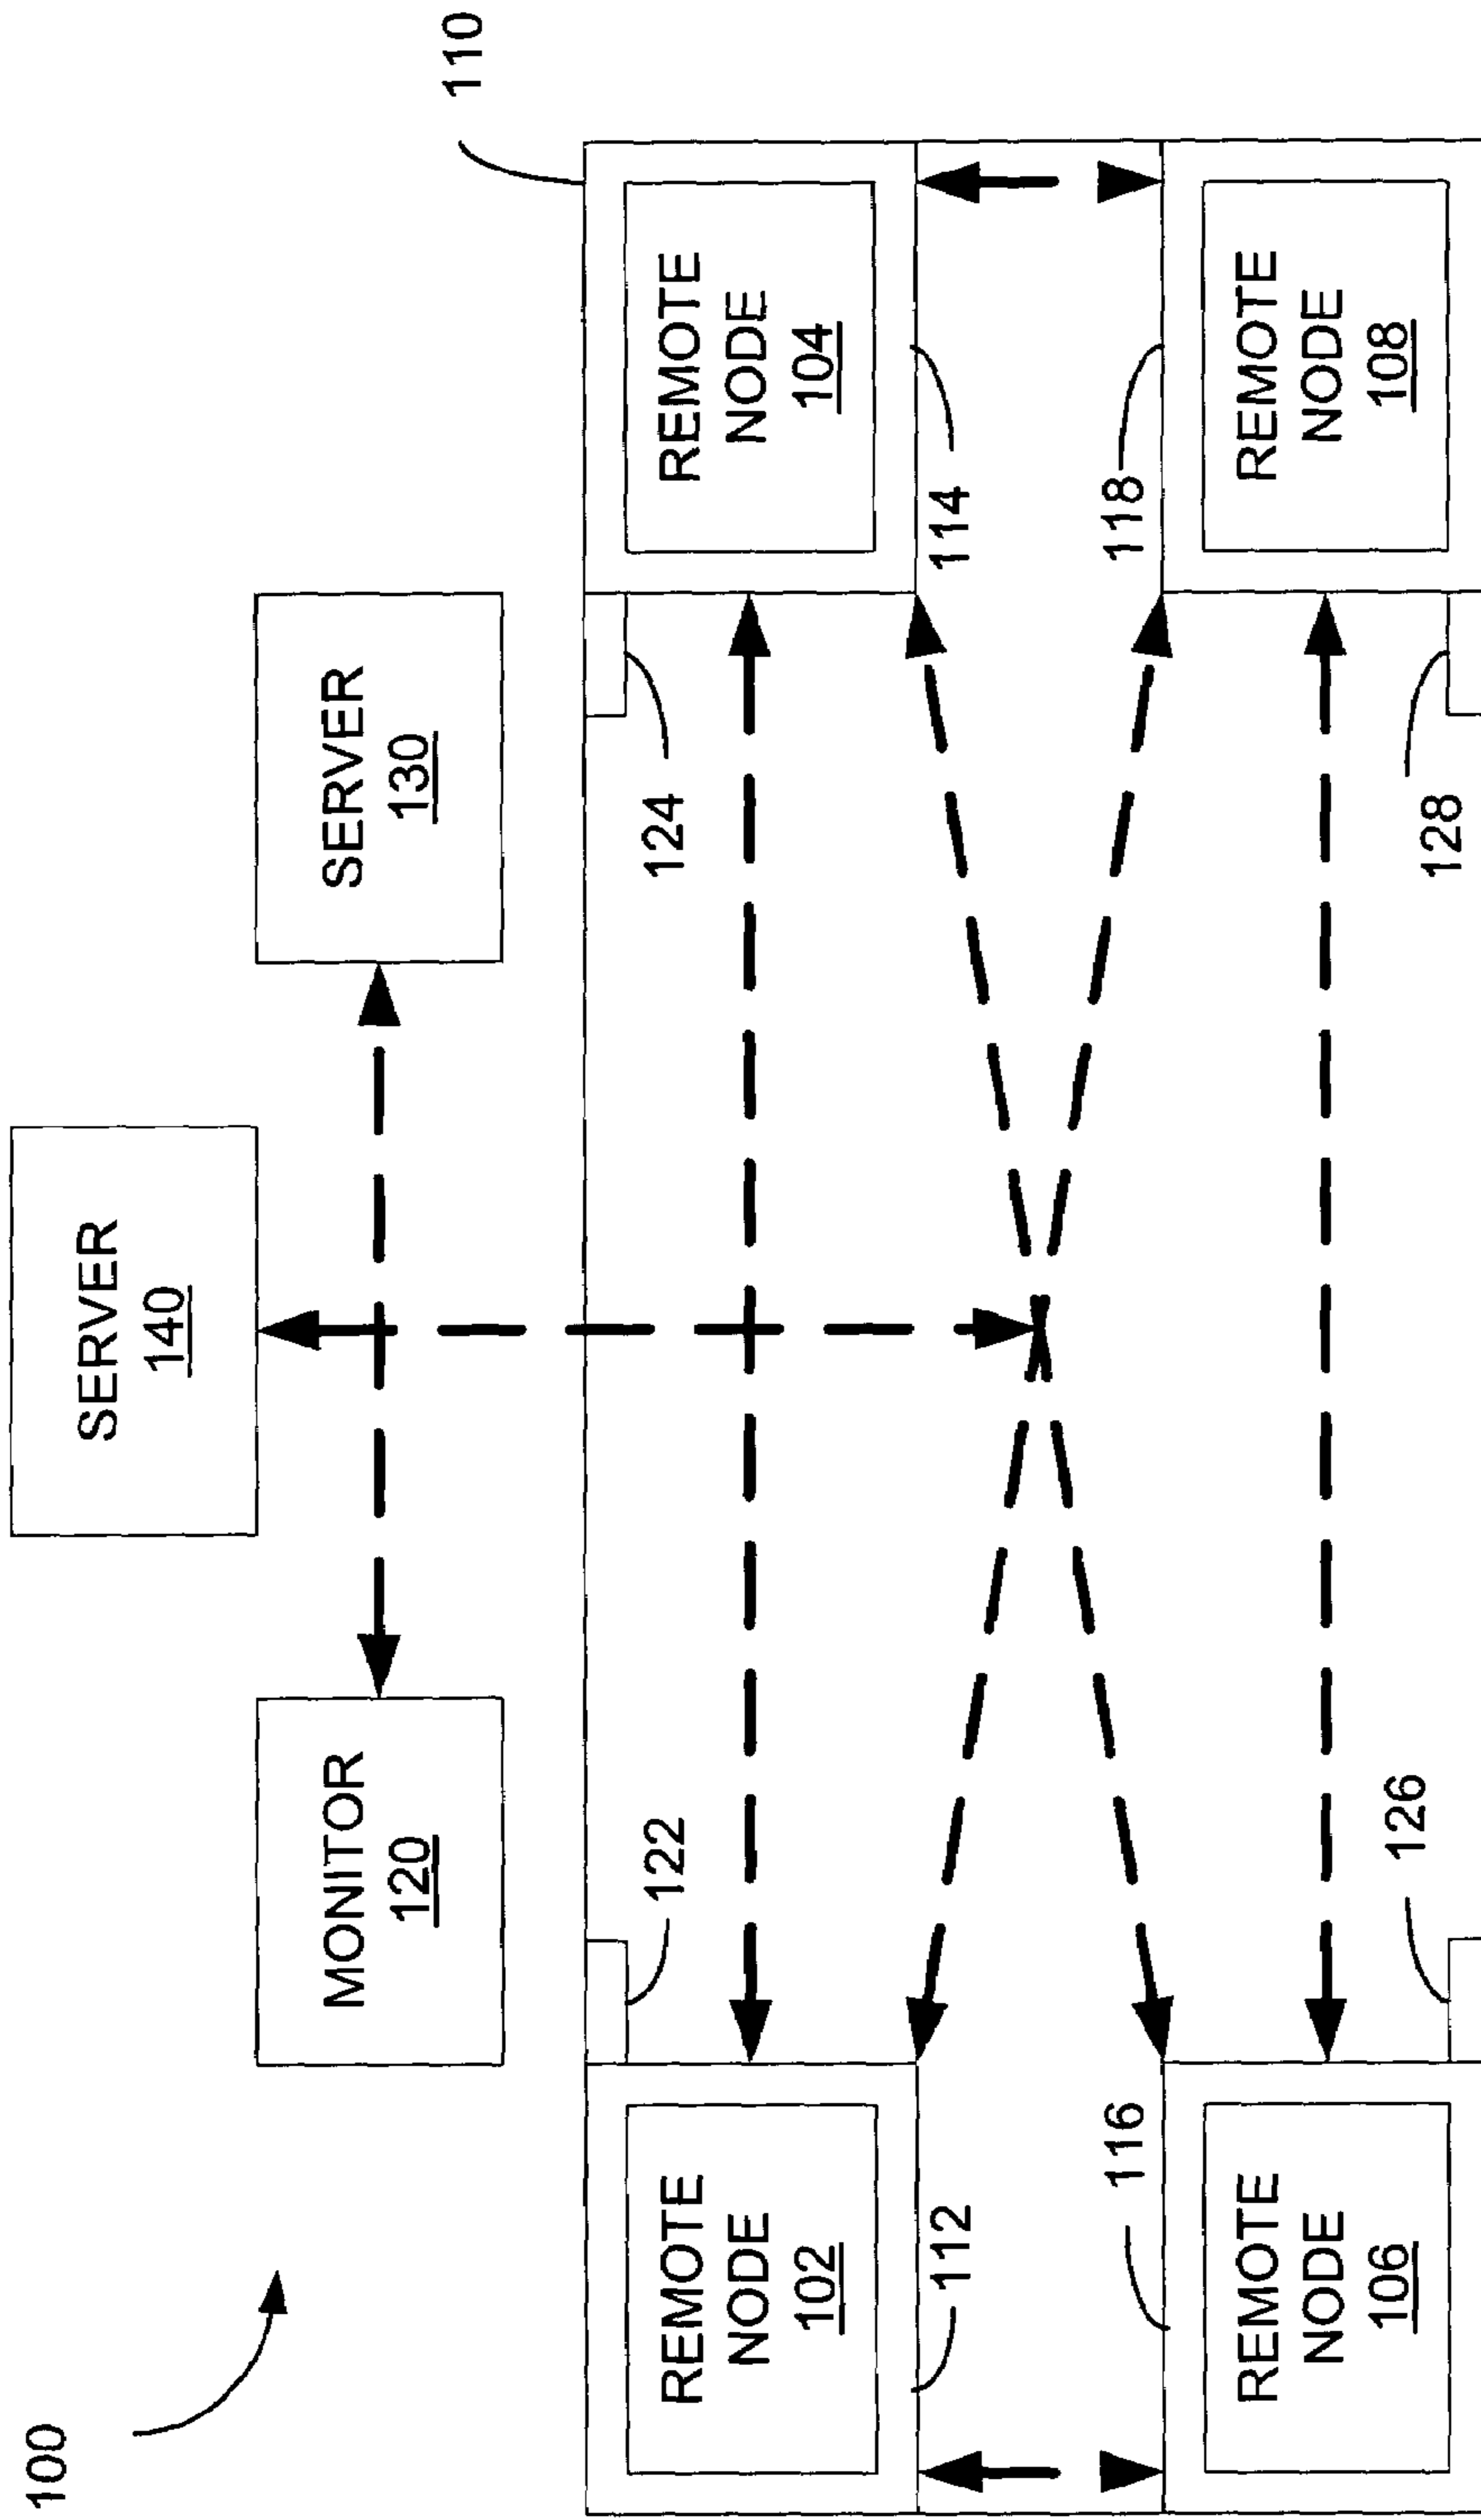 100
SERVER
140
MONITOR
120
SERVER
130
110
REMOTE
NODE
102
122
124
REMOTE
NODE
104
112
114
116
118
REMOTE
NODE
106
126
128
REMOTE
NODE
108